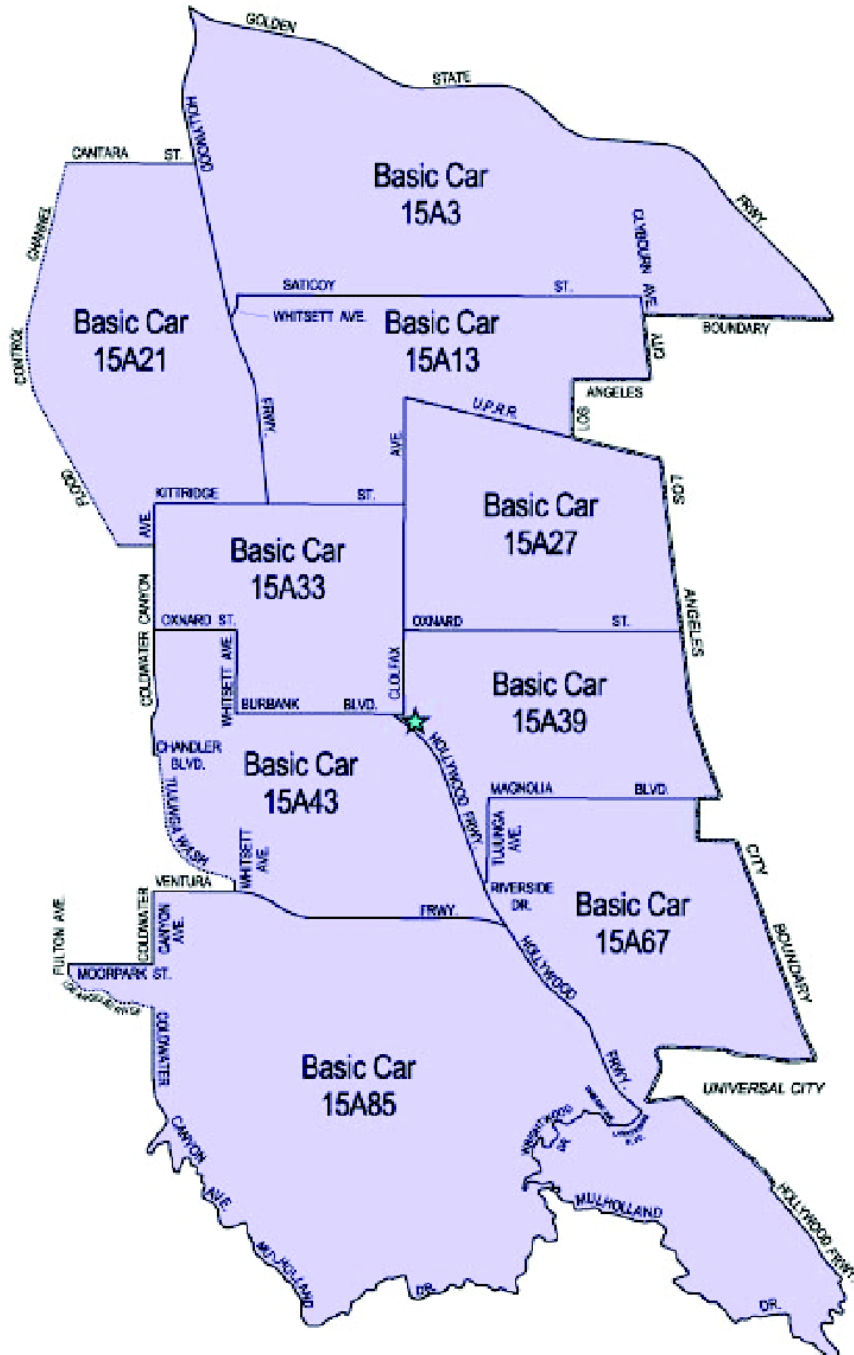 GOLDEN
STATE
FRWY.
HOLLYWOOD
CANTARA ST.
CHANNEL
CONTROL
FLOOD
Basic Car
15A3
CLYBOURN AVE.
SATICOY ST.
WHITSETT AVE.
BOUNDARY
CITY
ANGELES
LOS
Basic Car
15A21
Basic Car
15A13
FRWY.
U.P.R.R.
AVE.
KITTRIDGE ST.
AVE.
COLDWATER CANYON
Basic Car
15A33
Basic Car
15A27
LOS
ANGELES
OXNARD ST.
OXNARD ST.
WHITSETT AVE.
CLOLFAX
BURBANK BLVD.
Basic Car
15A39
CHANDLER
BLVD.
Basic Car
15A43
HOLLYWOOD FRWY.
MAGNOLIA BLVD.
TUJUNGA
AVE.
TUJUNGA WASH
WHITSETT
AVE.
CITY
BOUNDARY
VENTURA
FRWY.
RIVERSIDE
DR.
Basic Car
15A67
FULTON AVE.
COLDWATER
CANYON
AVE.
MOORPARK ST.
HOLLYWOOD
FRWY.
COLDWATER
CANYON
AVE.
Basic Car
15A85
UNIVERSAL CITY
MULHOLLAND
DR.
MULHOLLAND
DR.
HOLLYWOOD FRWY.